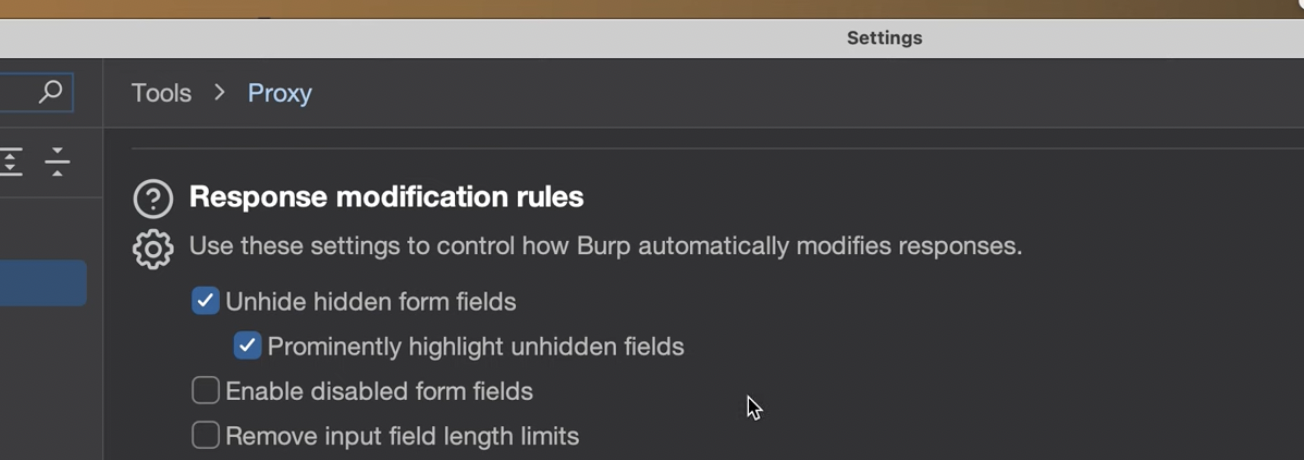 Settings
Tools > Proxy
Response modification rules
Use these settings to control how Burp automatically modifies responses.
Unhide hidden form fields
Prominently highlight unhidden fields
Enable disabled form fields
Remove input field length limits